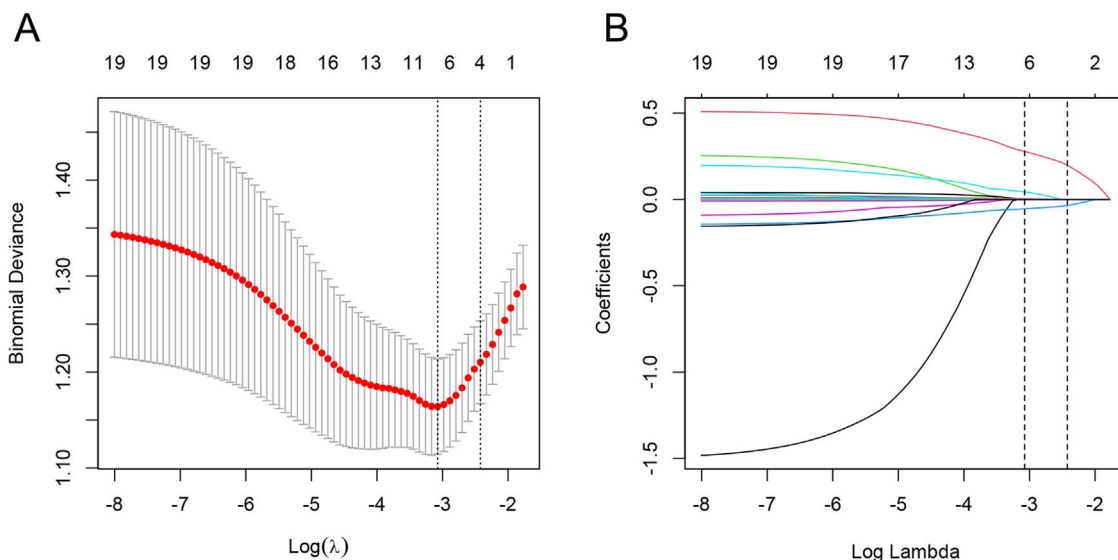 A
19 19 19 19 18 16 13 11 6 4 1
Binomial Deviance
1.40
1.30
1.20
1.10
-8 -7 -6 -5 -4 -3 -2
Log(λ)
B
19 19 19 17 13 6 2
Coefficients
0.5
0.0
-0.5
-1.0
-1.5
-8 -7 -6 -5 -4 -3 -2
Log Lambda